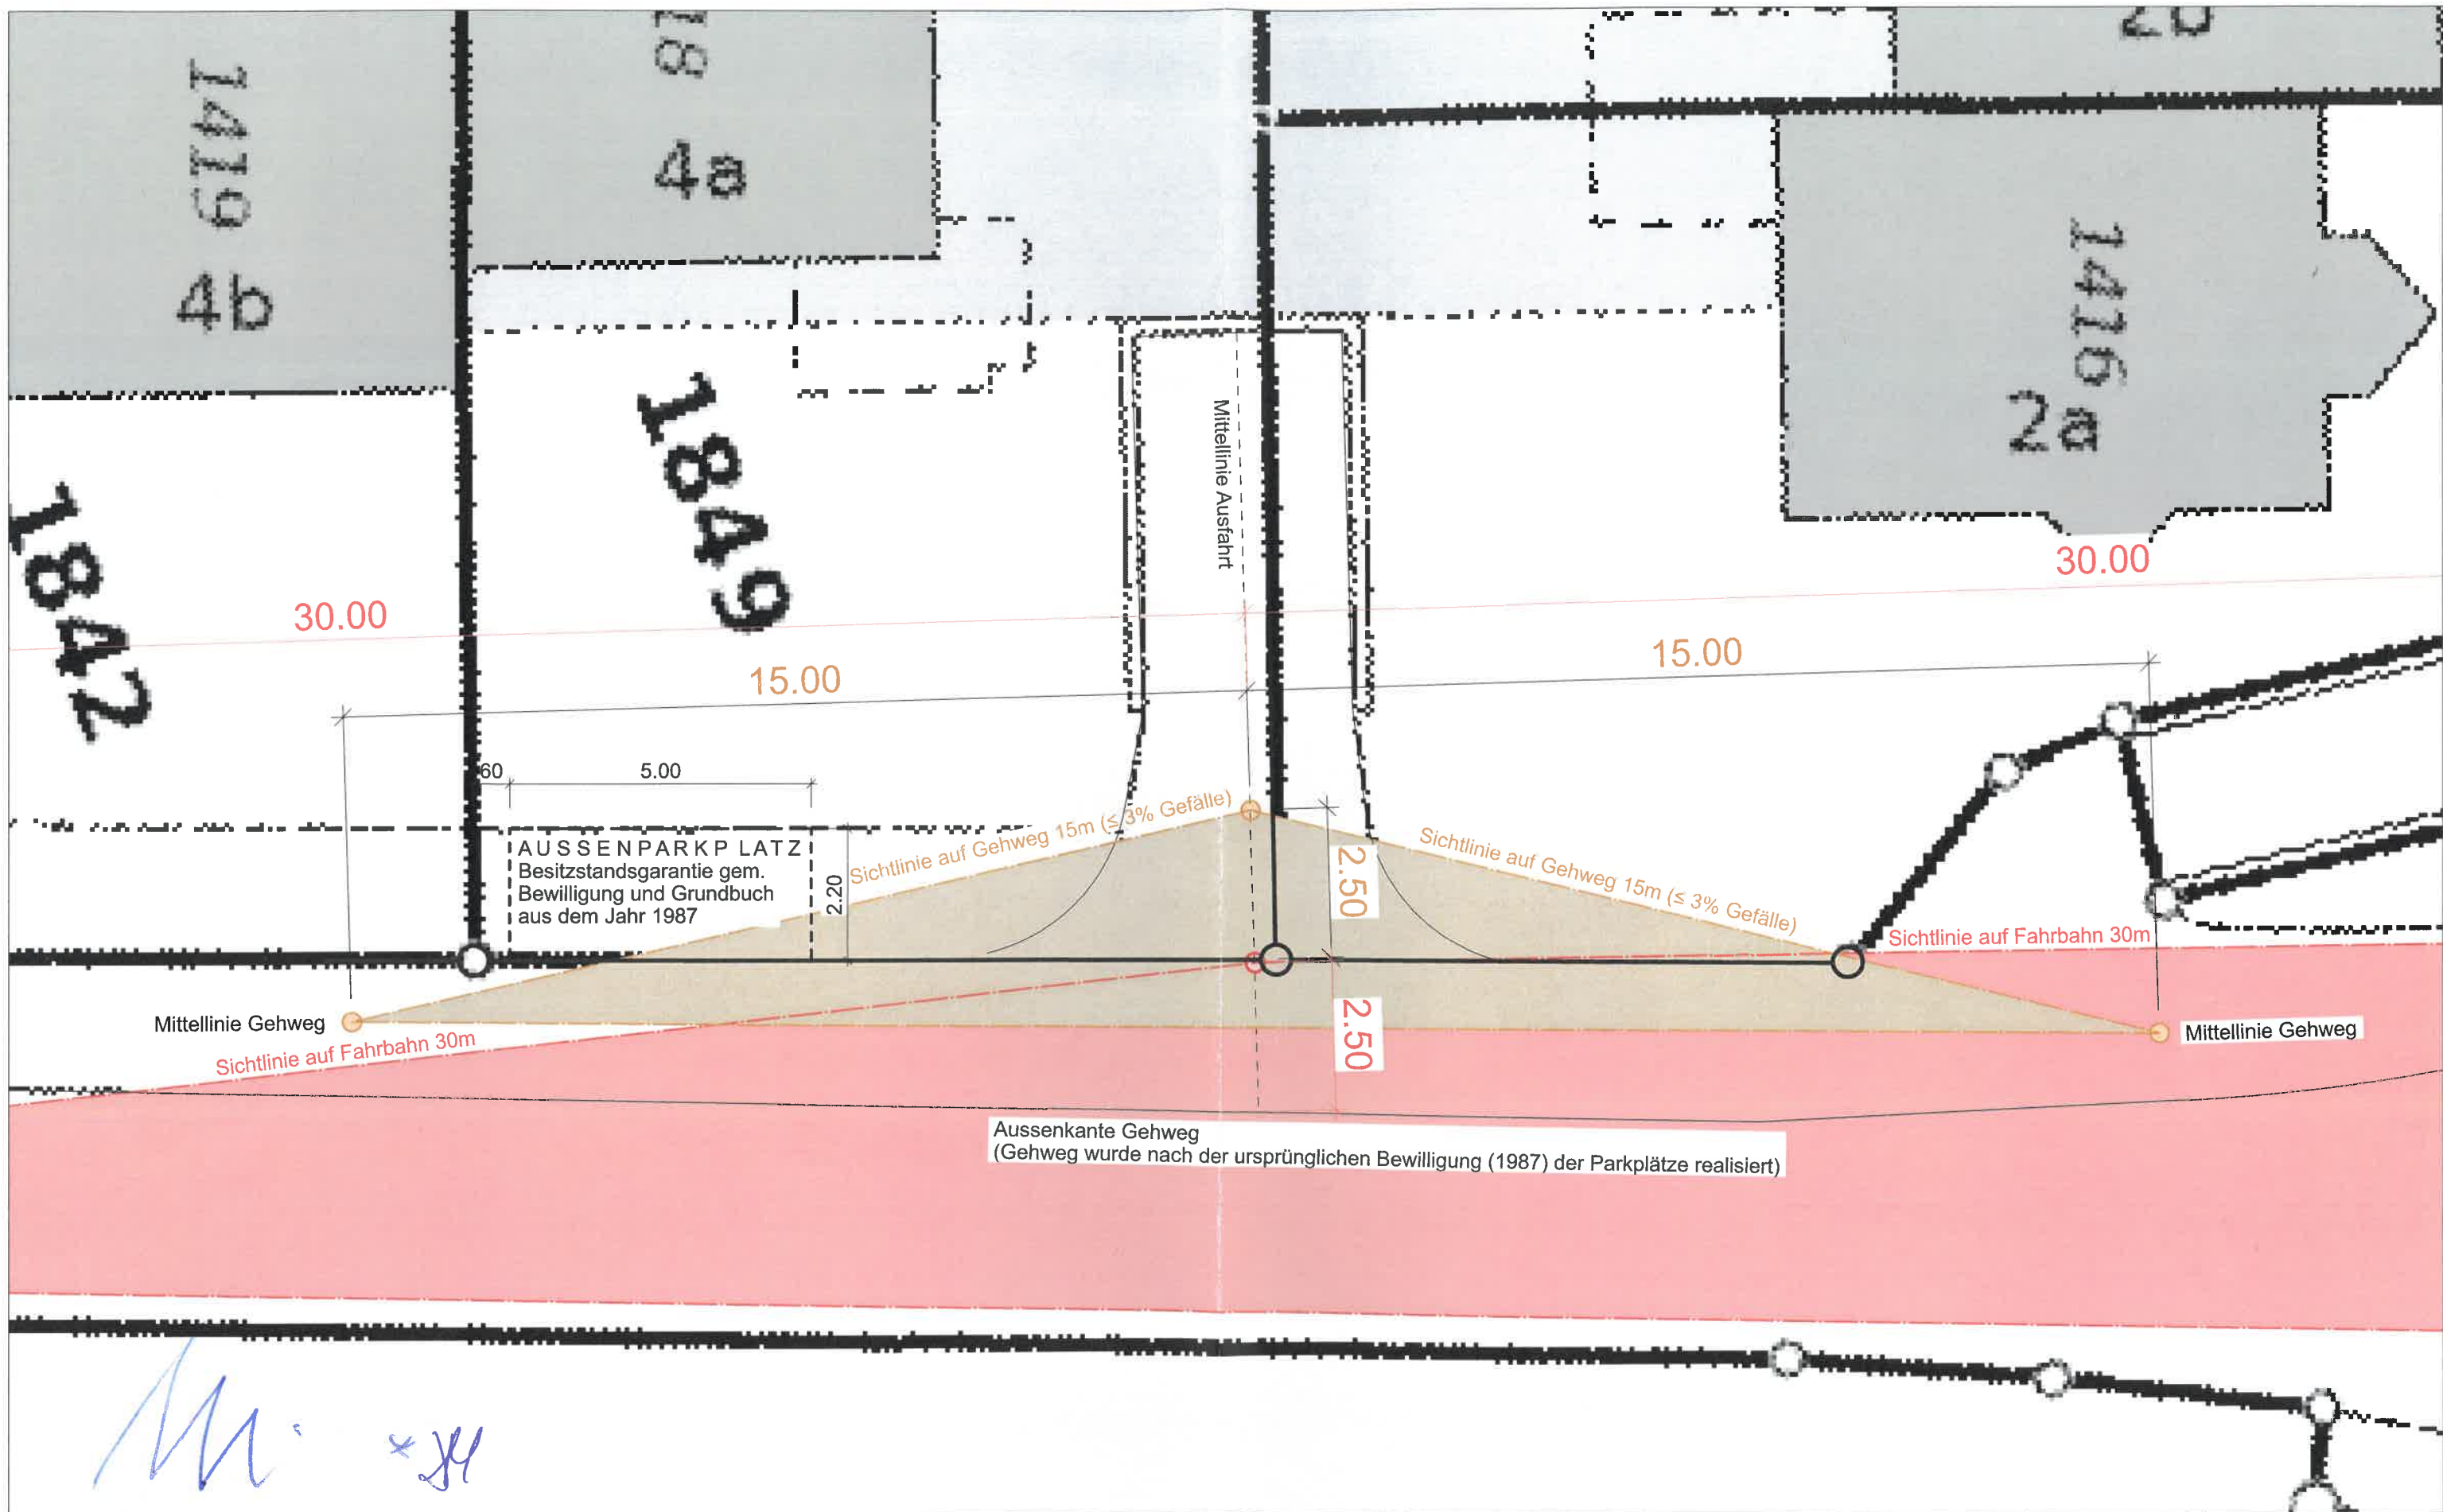 1419
4b
18
4a
1416
2a
1842
1849
Mittellinie Ausfahrt
30.00
30.00
15.00
15.00
60
5.00
AUSSENPARKPLATZ
Besitzstandsgarantie gem.
Bewilligung und Grundbuch
aus dem Jahr 1987
2.20
Sichtlinie auf Gehweg 15m (≤ 3% Gefälle)
2.50
Sichtlinie auf Gehweg 15m (≤ 3% Gefälle)
Sichtlinie auf Fahrbahn 30m
Mittellinie Gehweg
Sichtlinie auf Fahrbahn 30m
2.50
Mittellinie Gehweg
Aussenkante Gehweg
(Gehweg wurde nach der ursprünglichen Bewilligung (1987) der Parkplätze realisiert)